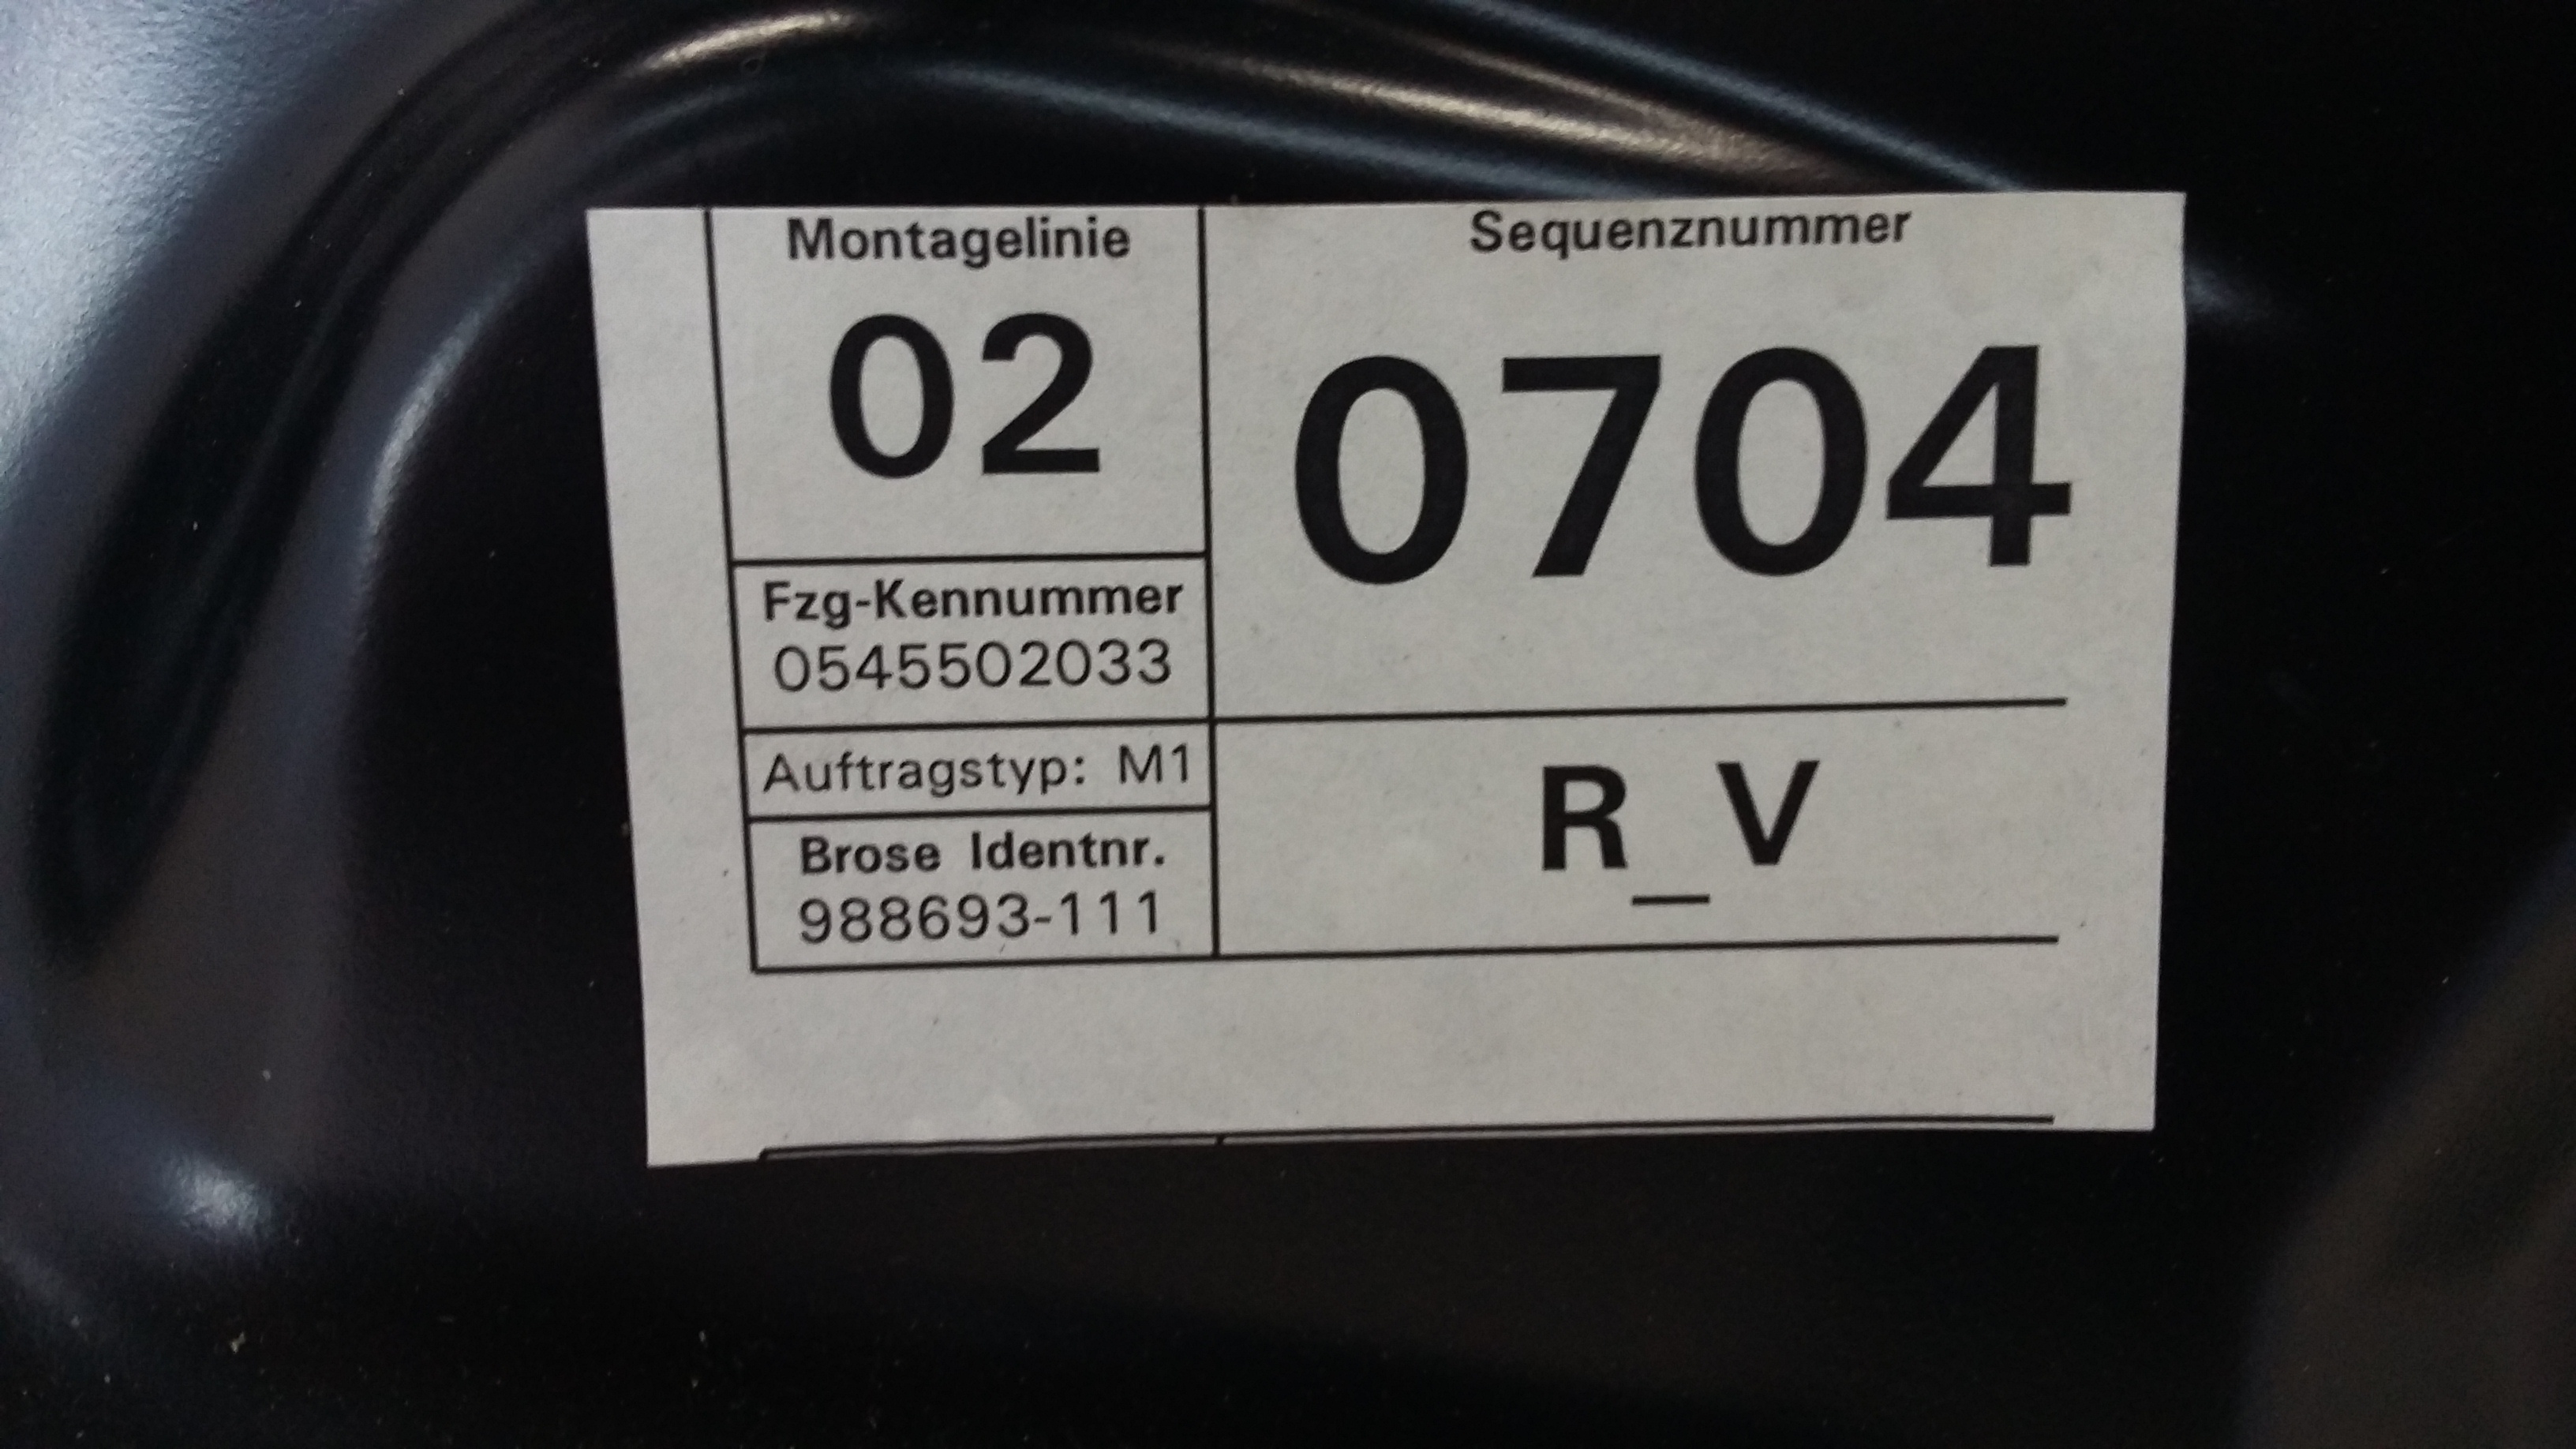 Montagelinie
02
Sequenznummer
0704
Fzg-Kennummer
0545502033
Auftragstyp: M1
Brose Identnr.
988693-111
R_V